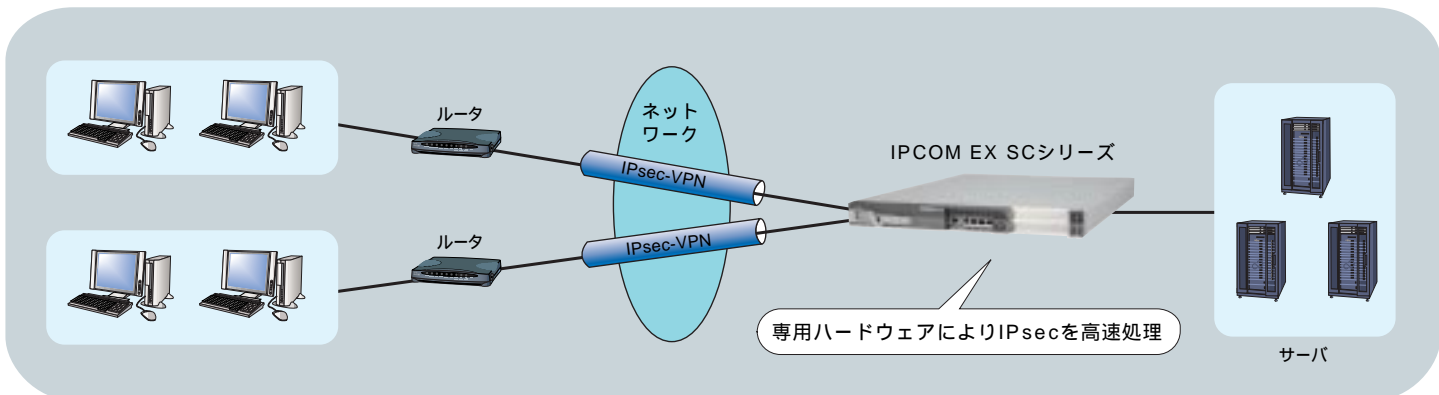 ルータ
ネット
ワーク
IPsec-VPN
IPCOM EX SCシリーズ
ルータ
IPsec-VPN
専用ハードウェアによりIPsecを高速処理
サーバ